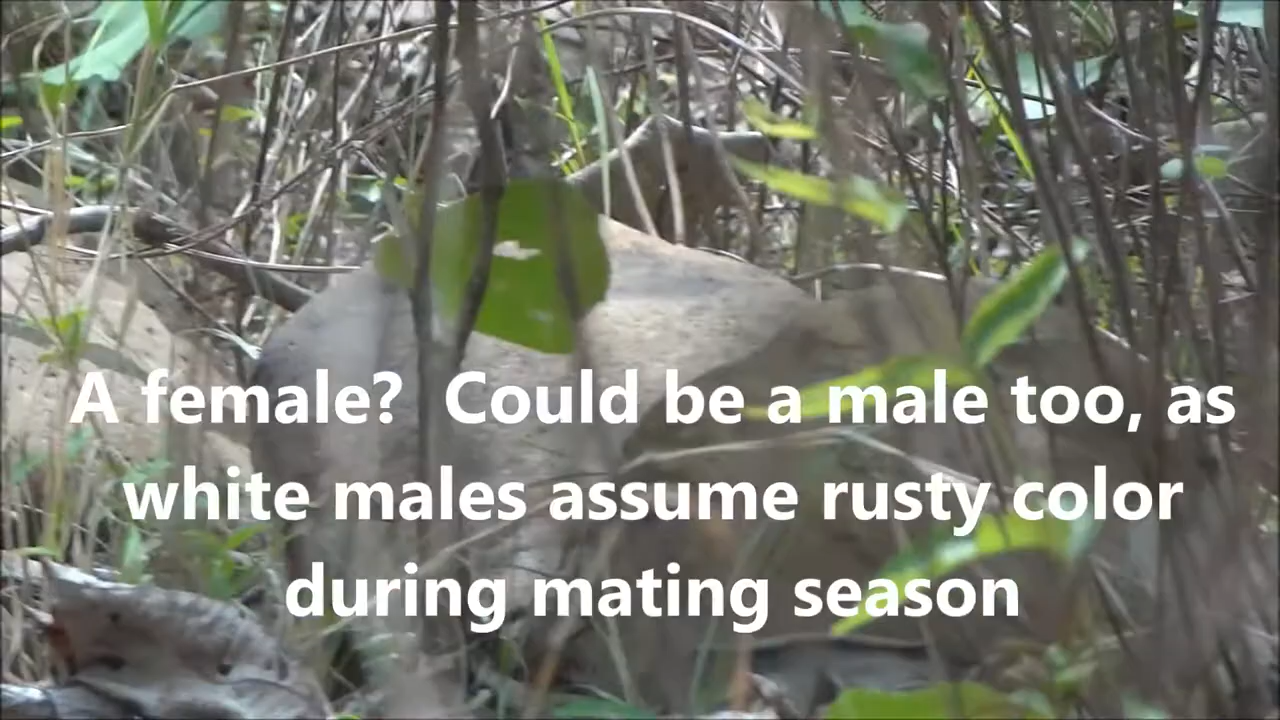 A female?  Could be a male too, as
white males assume rusty color
during mating season